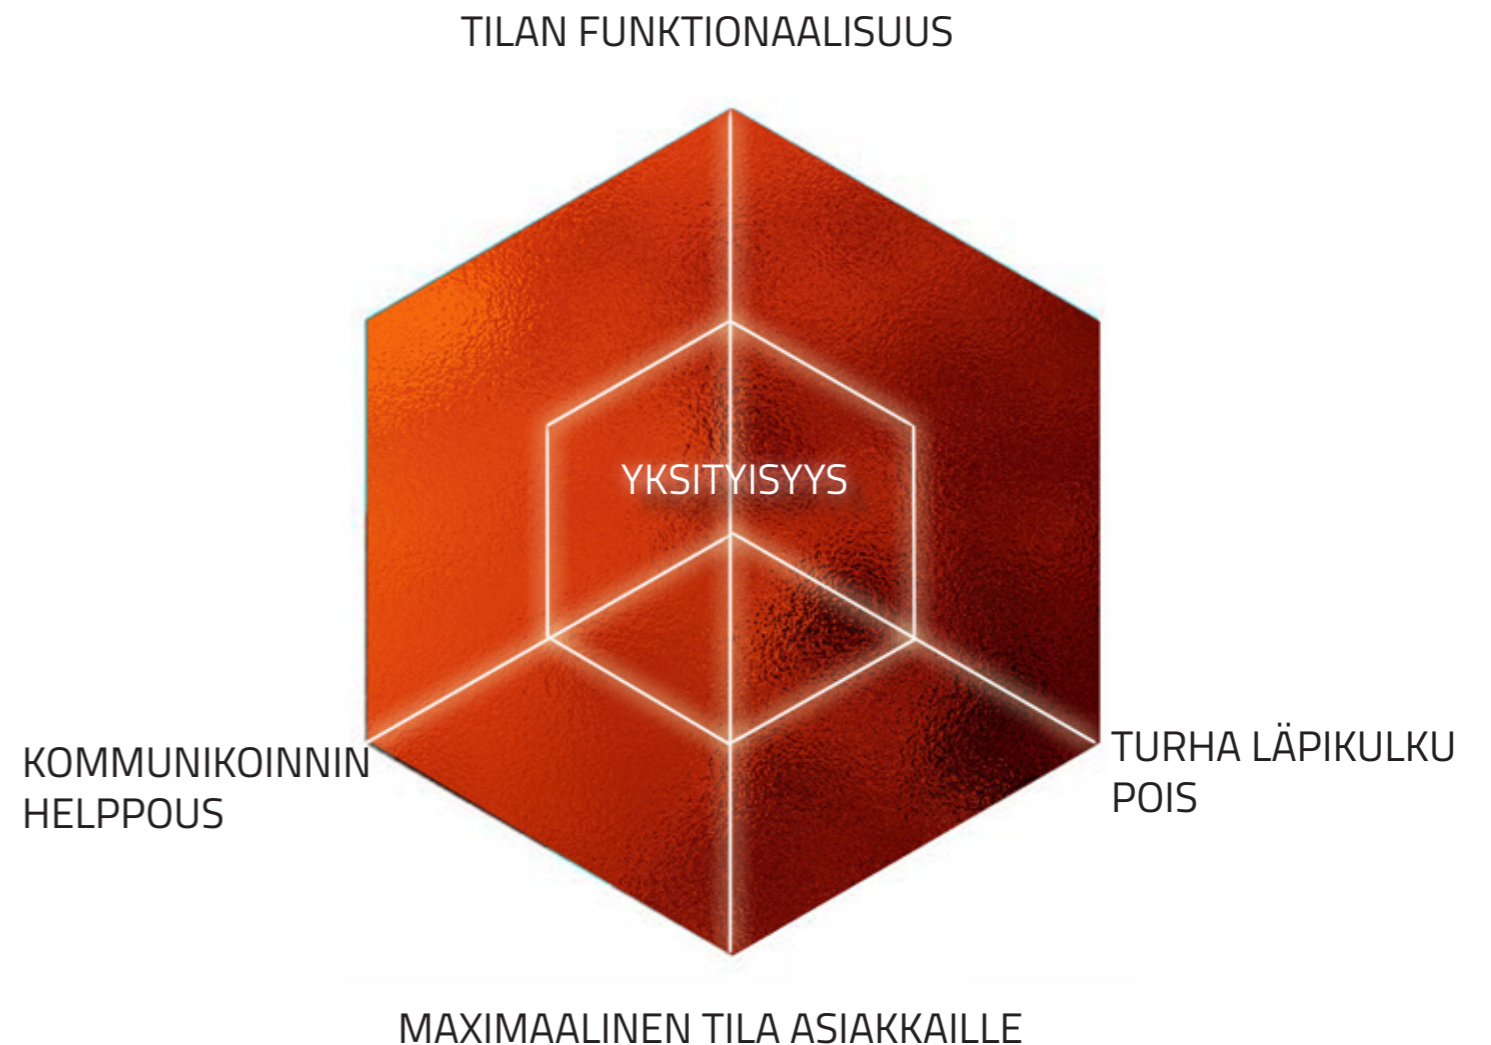 TILAN FUNKTIONAALISUUS
YKSITYISYYS
KOMMUNIKOINNIN
HELPPOUS
TURHA LÄPIKULKU
POIS
MAXIMAALINEN TILA ASIAKKAILLE